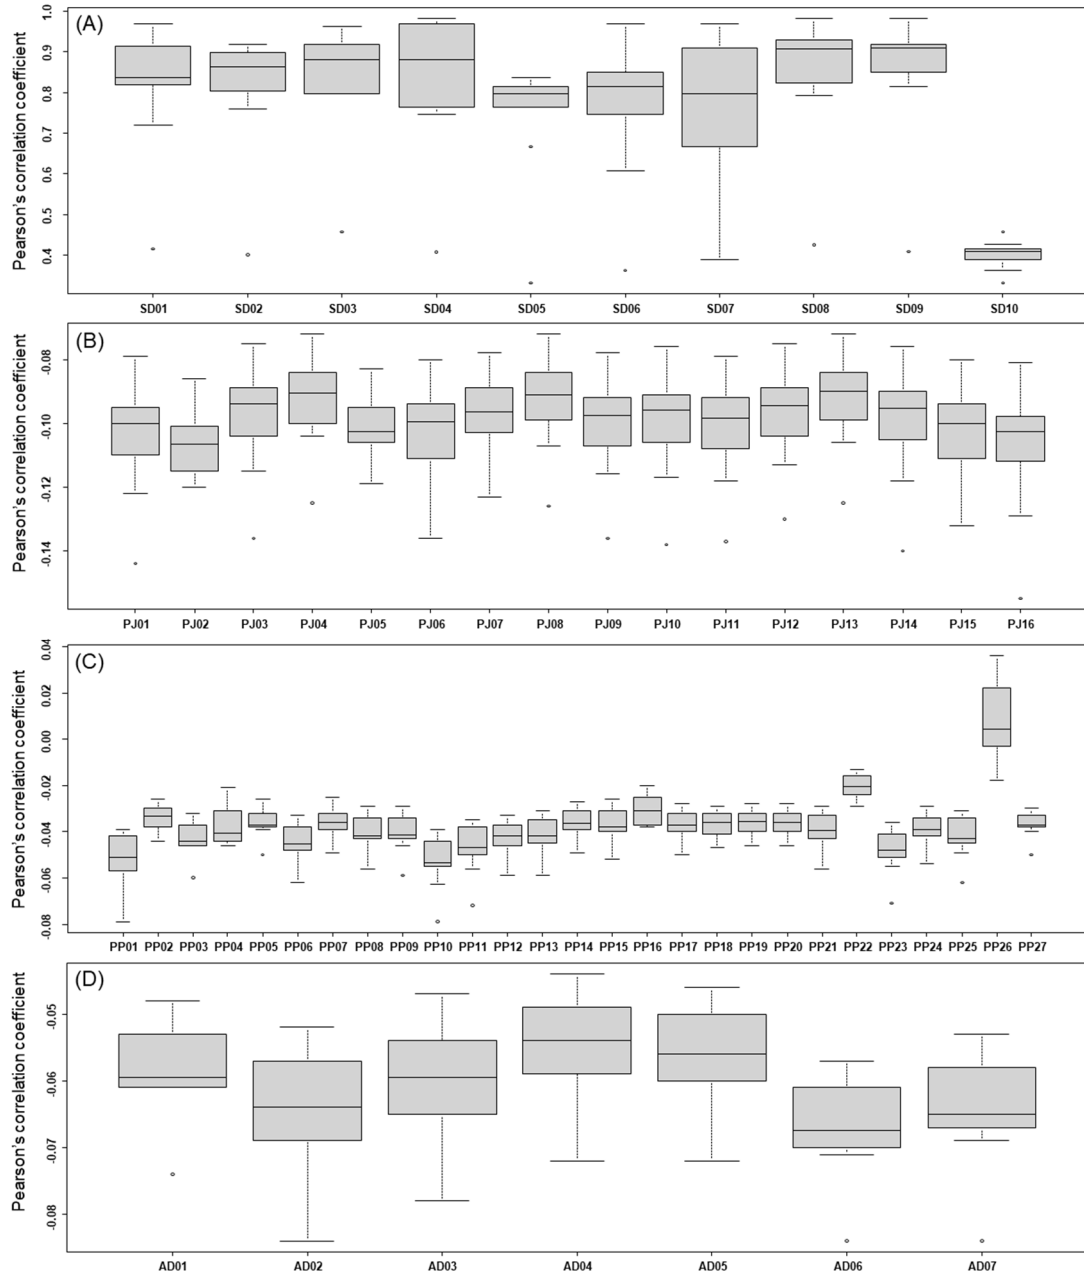 (A)
Pearson's correlation coefficient
1.0
0.9
0.8
0.7
0.6
0.5
0.4
SD01 SD02 SD03 SD04 SD05 SD06 SD07 SD08 SD09 SD10
(B)
Pearson's correlation coefficient
-0.08
-0.10
-0.12
-0.14
PJ01 PJ02 PJ03 PJ04 PJ05 PJ06 PJ07 PJ08 PJ09 PJ10 PJ11 PJ12 PJ13 PJ14 PJ15 PJ16
(C)
Pearson's correlation coefficient
0.04
0.02
0.00
-0.02
-0.04
-0.06
-0.08
PP01 PP02 PP03 PP04 PP05 PP06 PP07 PP08 PP09 PP10 PP11 PP12 PP13 PP14 PP15 PP16 PP17 PP18 PP19 PP20 PP21 PP22 PP23 PP24 PP25 PP26 PP27
(D)
Pearson's correlation coefficient
-0.05
-0.06
-0.07
-0.08
AD01 AD02 AD03 AD04 AD05 AD06 AD07